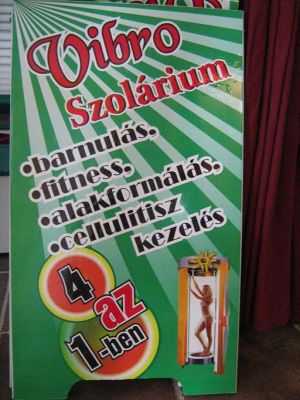 Vibro
Szolárium
•barnulás,
•fitness,
•alakformálás,
•cellulitisz
kezelés
4
az
1-ben